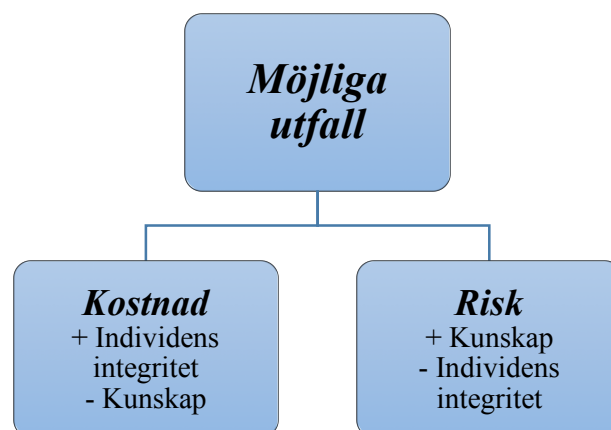 Möjliga
utfall
Kostnad
+ Individens
integritet
- Kunskap
Risk
+ Kunskap
- Individens
integritet